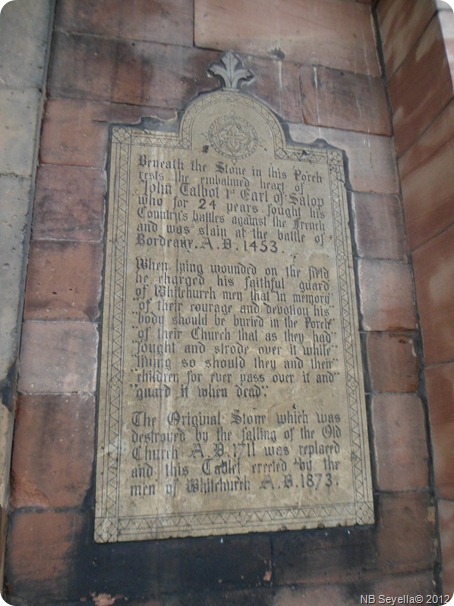 Beneath the Stone in this Porch
rests the embalmed heart of
John Talbot 1st Earl of Salop
who for 24 years fought his
Country's battles against the French
and was slain at the battle of
Bordeaux. A.D. 1453.
When lying wounded on the field
he charged his faithful guard
of Whitchurch men that in memory
"of their courage and devotion his
"body should be buried in the Porche
"of their Church that as they had
"fought and strode over it while
"living so should they and their
"children for ever pass over it and
"guard it when dead."
The Original Stone which was
destroyed by the falling of the Old
Church A.D. 1711 was replaced
and this Tablet erected by the
men of Whitchurch A.D. 1873.
NB Seyella© 2012